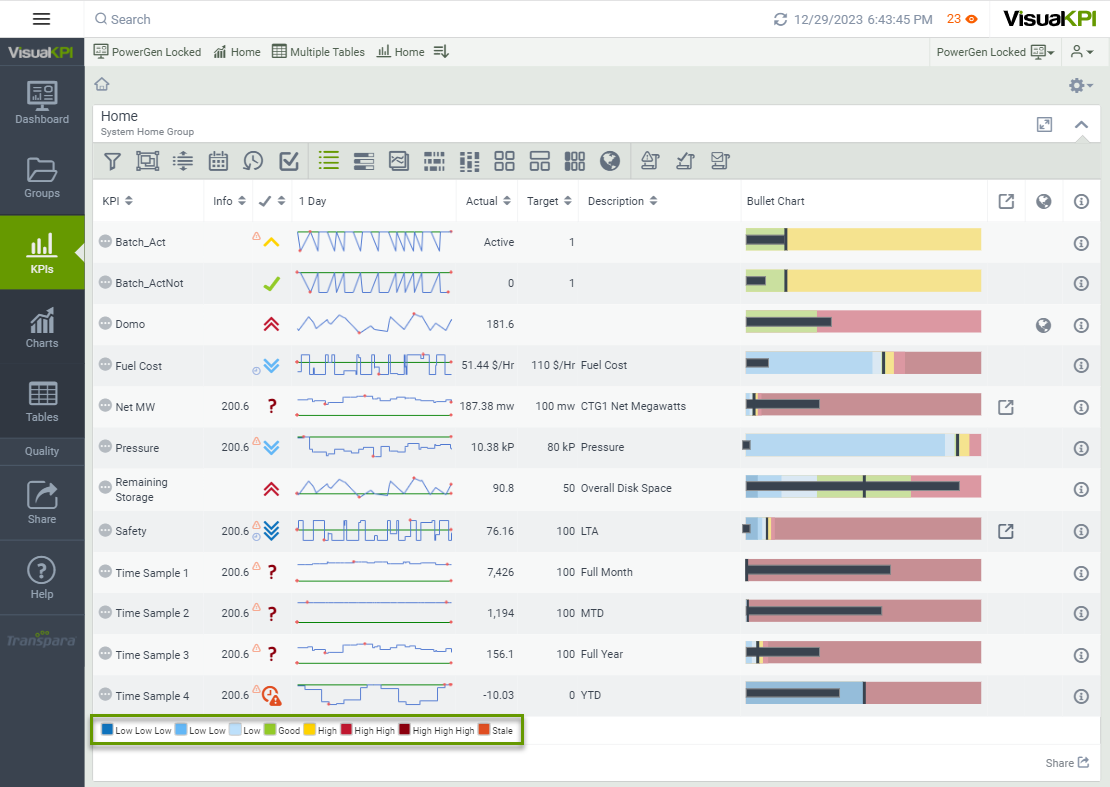 Search
12/29/2023 6:43:45 PM
23
VisualKPI
VisualKPI
PowerGen Locked
Home
Multiple Tables
Home
PowerGen Locked
Dashboard
Groups
KPIs
Charts
Tables
Quality
Share
Help
Transpara
Home
System Home Group
KPI Info 1 Day Actual Target Description Bullet Chart
Batch_Act Active 1
Batch_ActNot 0 1
Domo 181.6
Fuel Cost 51.44 $/Hr 110 $/Hr Fuel Cost
Net MW 200.6 ? 187.38 mw 100 mw CTG1 Net Megawatts
Pressure 200.6 10.38 kP 80 kP Pressure
Remaining
Storage 90.8 50 Overall Disk Space
Safety 200.6 76.16 100 LTA
Time Sample 1 200.6 ? 7,426 100 Full Month
Time Sample 2 200.6 ? 1,194 100 MTD
Time Sample 3 200.6 ? 156.1 100 Full Year
Time Sample 4 200.6 -10.03 0 YTD
Low Low Low Low Low Low Good High High High High High High Stale
Share